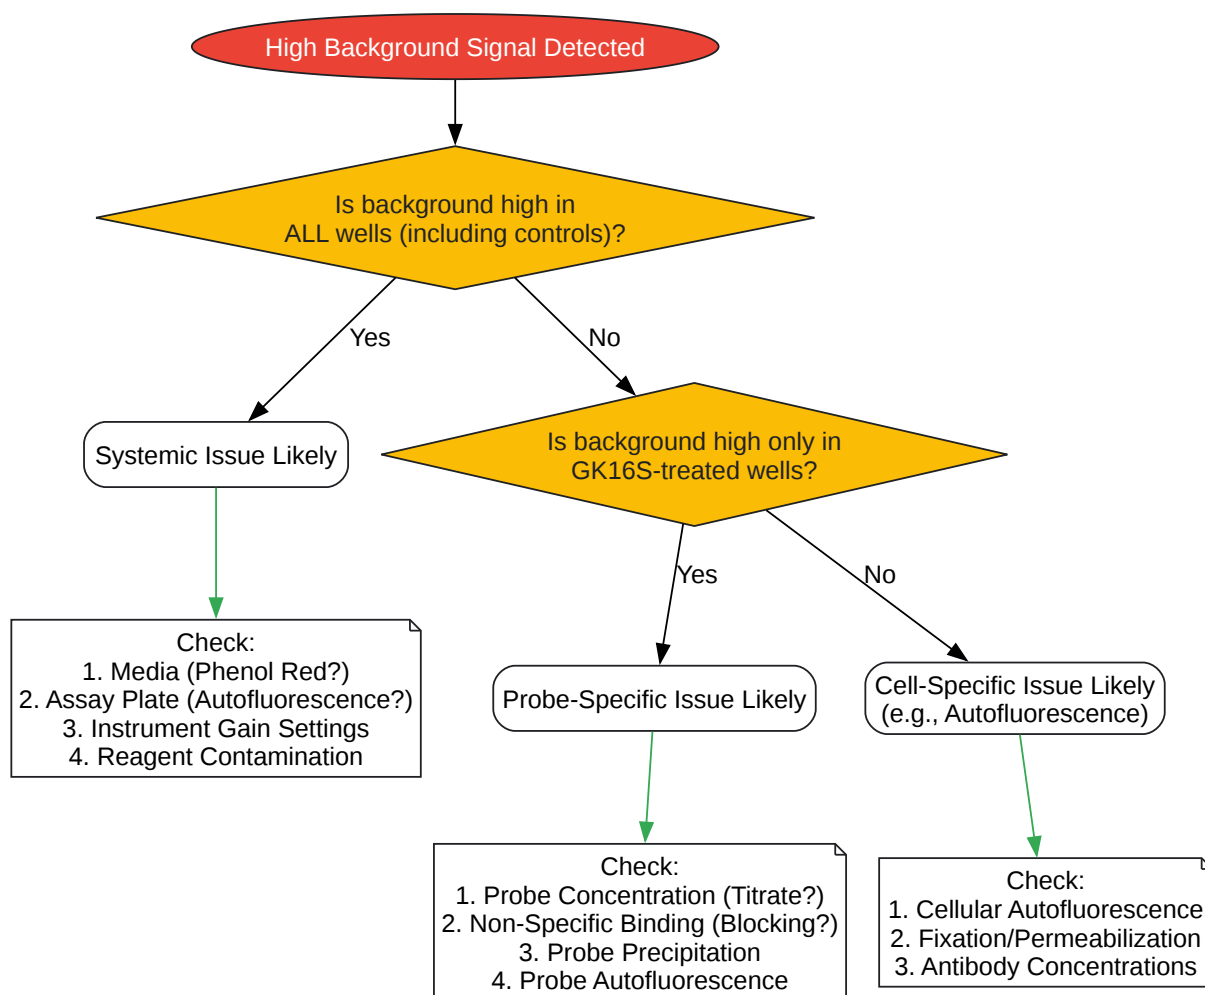 High Background Signal Detected
Is background high in
ALL wells (including controls)?
Yes
No
Systemic Issue Likely
Is background high only in
GK16S-treated wells?
Yes
No
Check:
1. Media (Phenol Red?)
2. Assay Plate (Autofluorescence?)
3. Instrument Gain Settings
4. Reagent Contamination
Probe-Specific Issue Likely
Cell-Specific Issue Likely
(e.g., Autofluorescence)
Check:
1. Probe Concentration (Titrate?)
2. Non-Specific Binding (Blocking?)
3. Probe Precipitation
4. Probe Autofluorescence
Check:
1. Cellular Autofluorescence
2. Fixation/Permeabilization
3. Antibody Concentrations